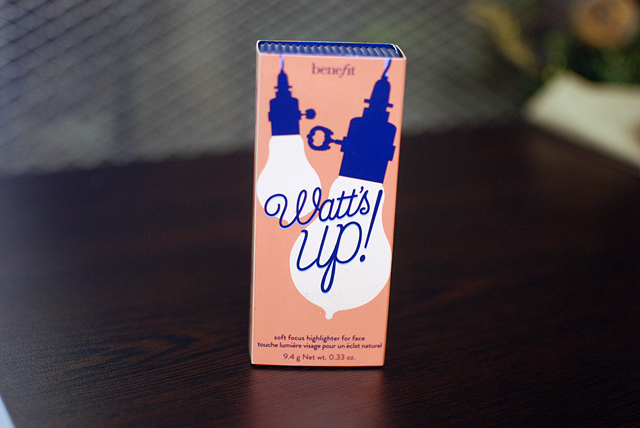 benefit
Watt's
up!
soft focus highlighter for face
touche lumière visage pour un éclat naturel
9.4 g Net wt. 0.33 oz.